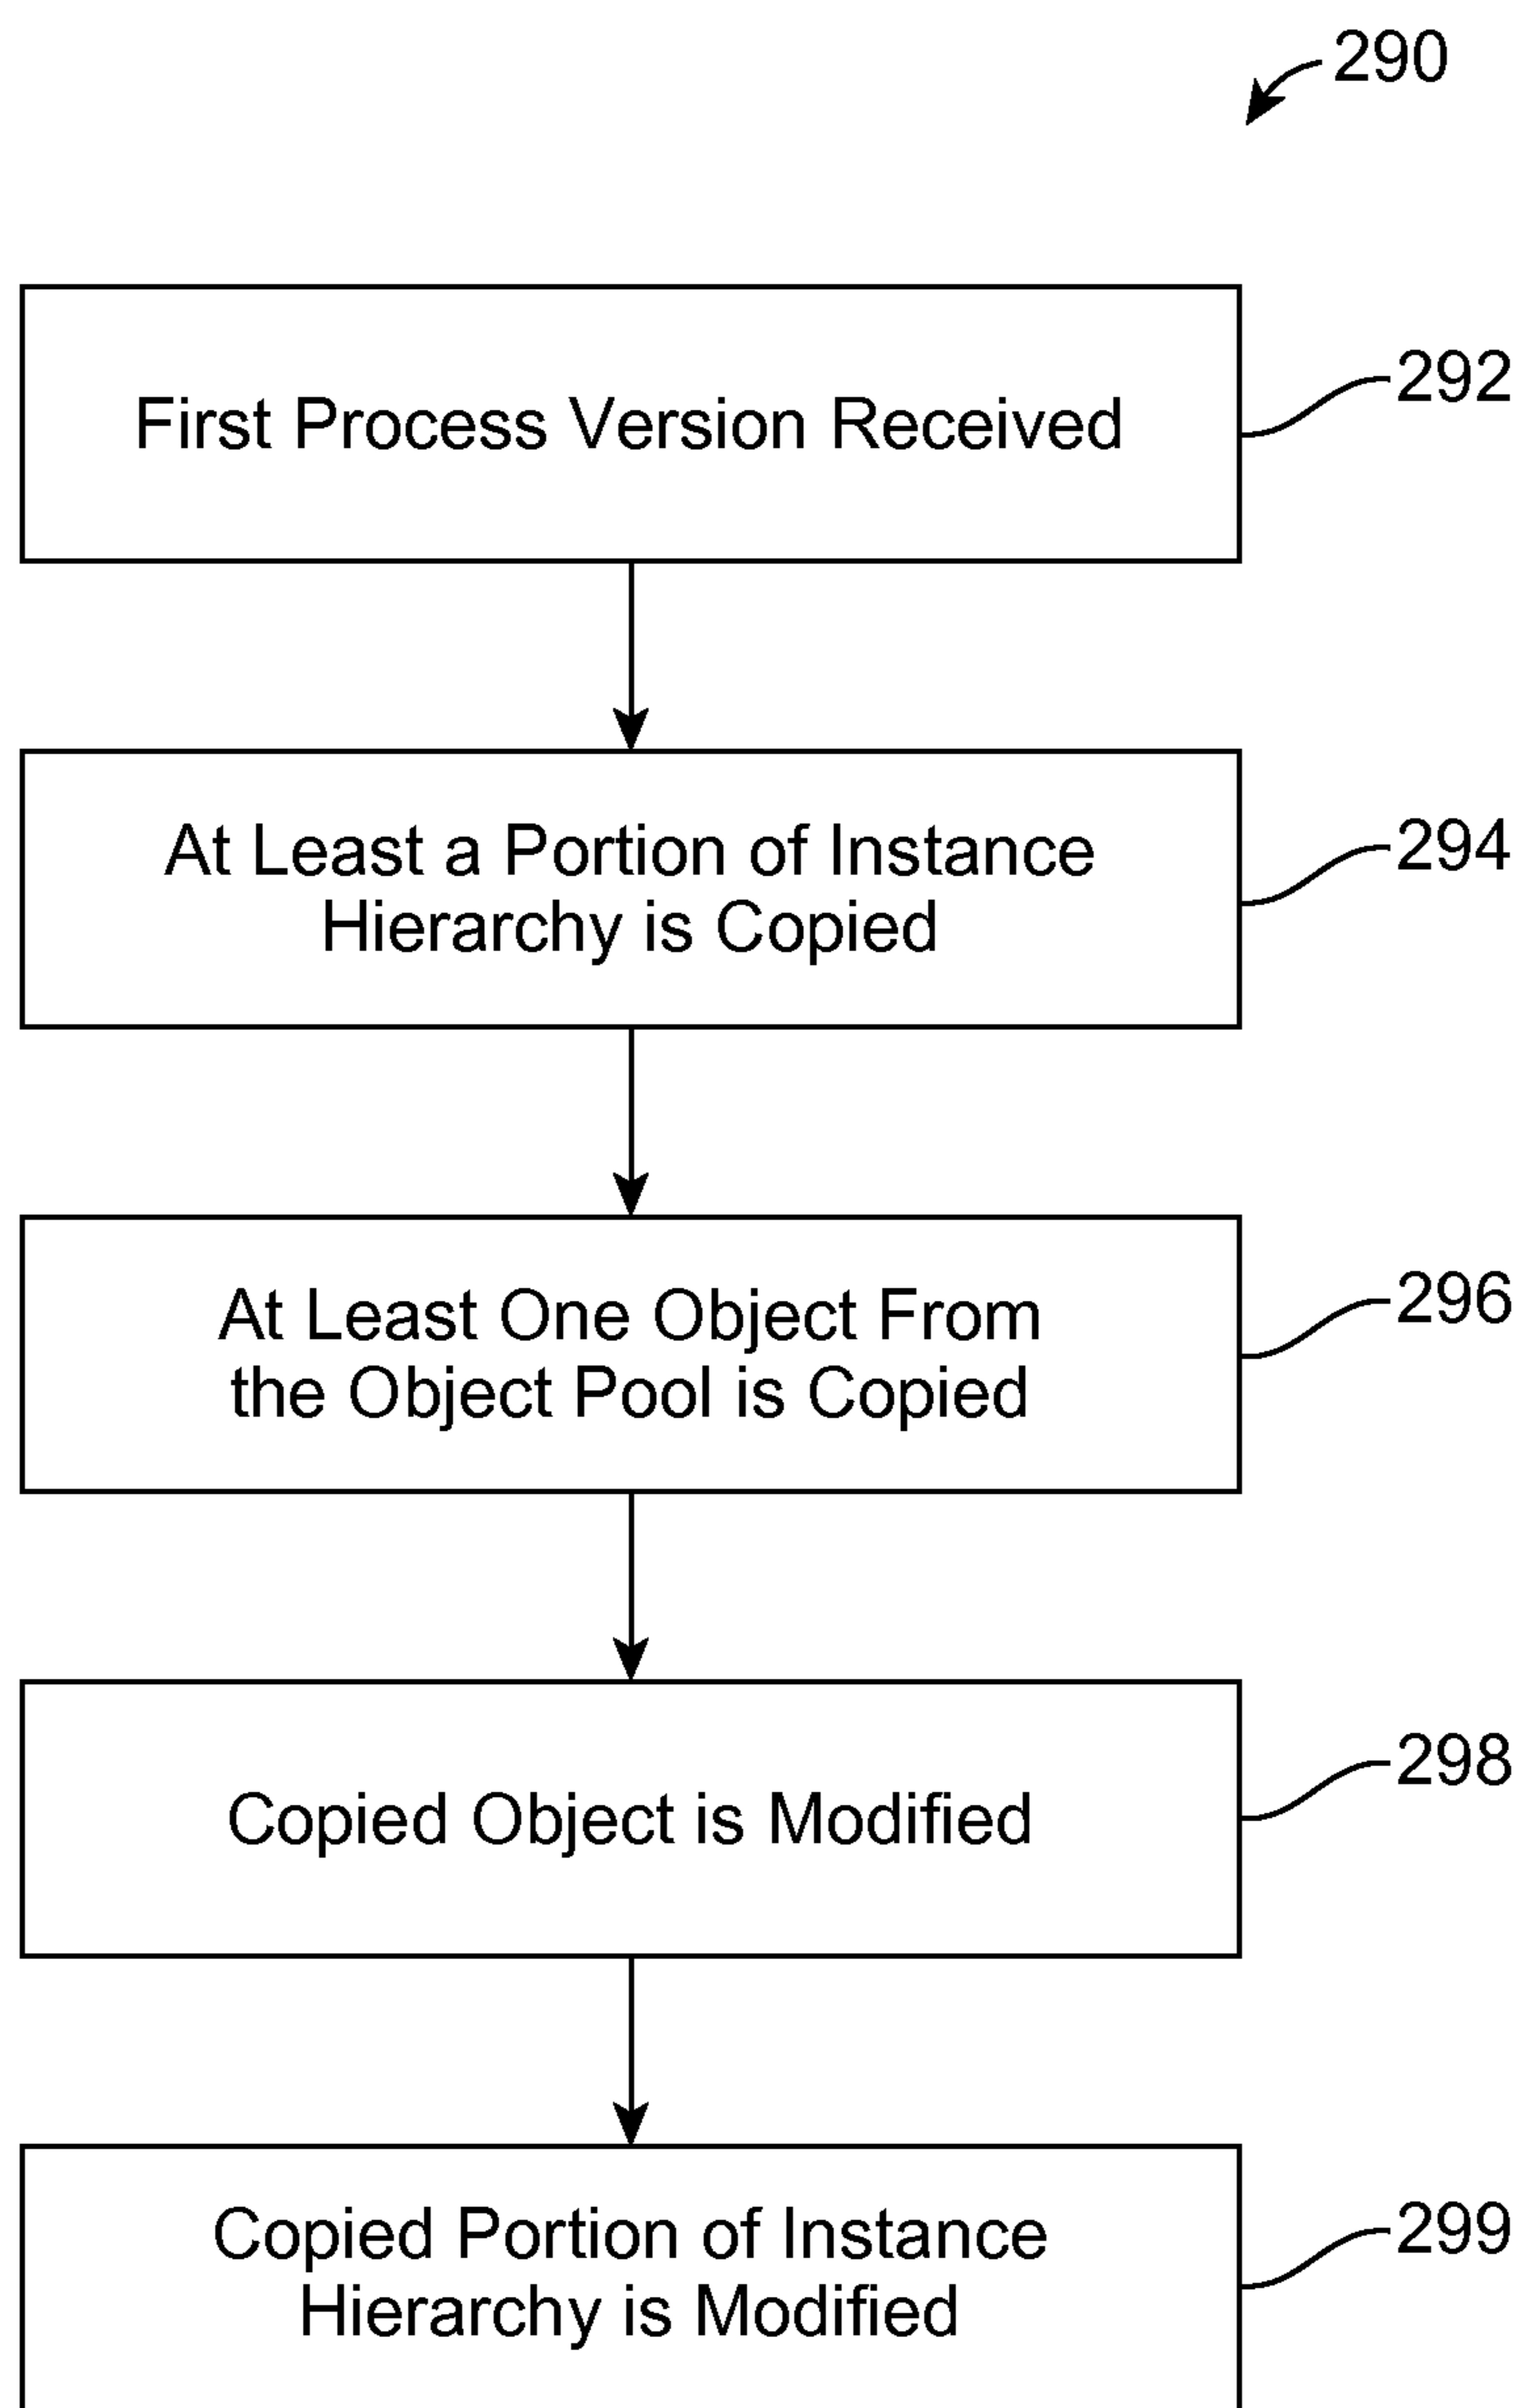 290
First Process Version Received
292
At Least a Portion of Instance
Hierarchy is Copied
294
At Least One Object From
the Object Pool is Copied
296
Copied Object is Modified
298
Copied Portion of Instance
Hierarchy is Modified
299